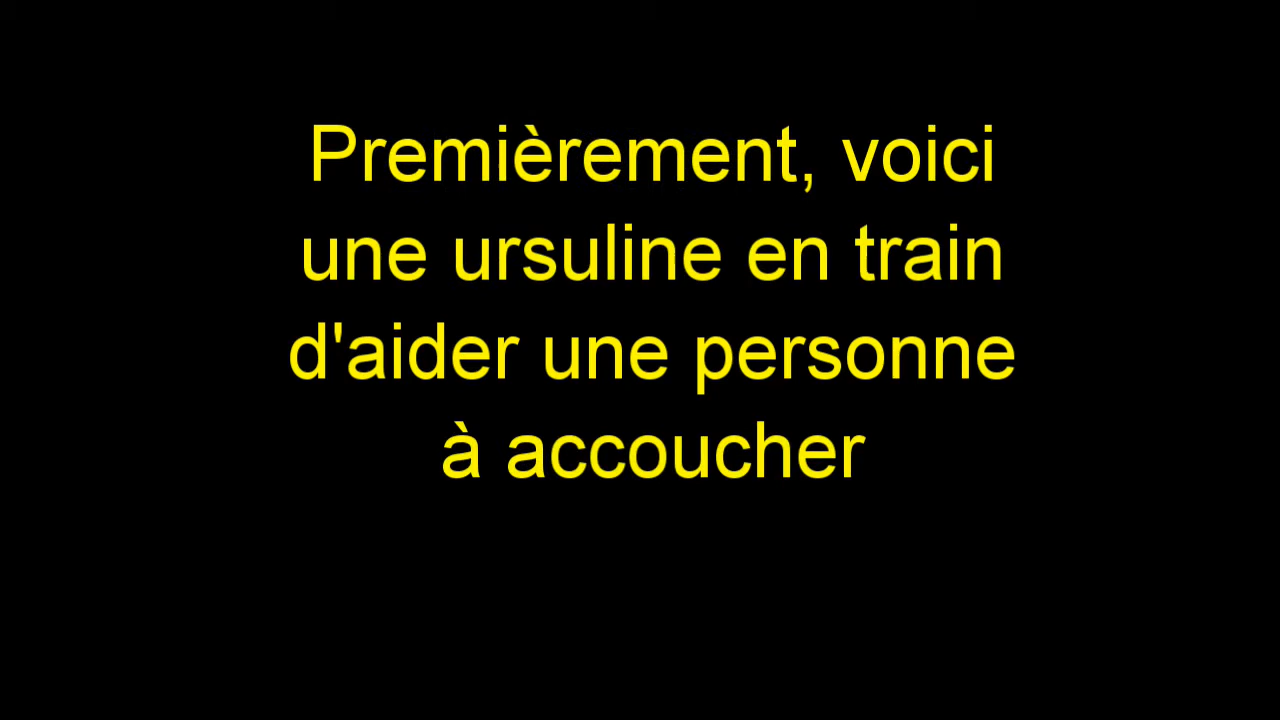 Premièrement, voici
une ursuline en train
d'aider une personne
à accoucher